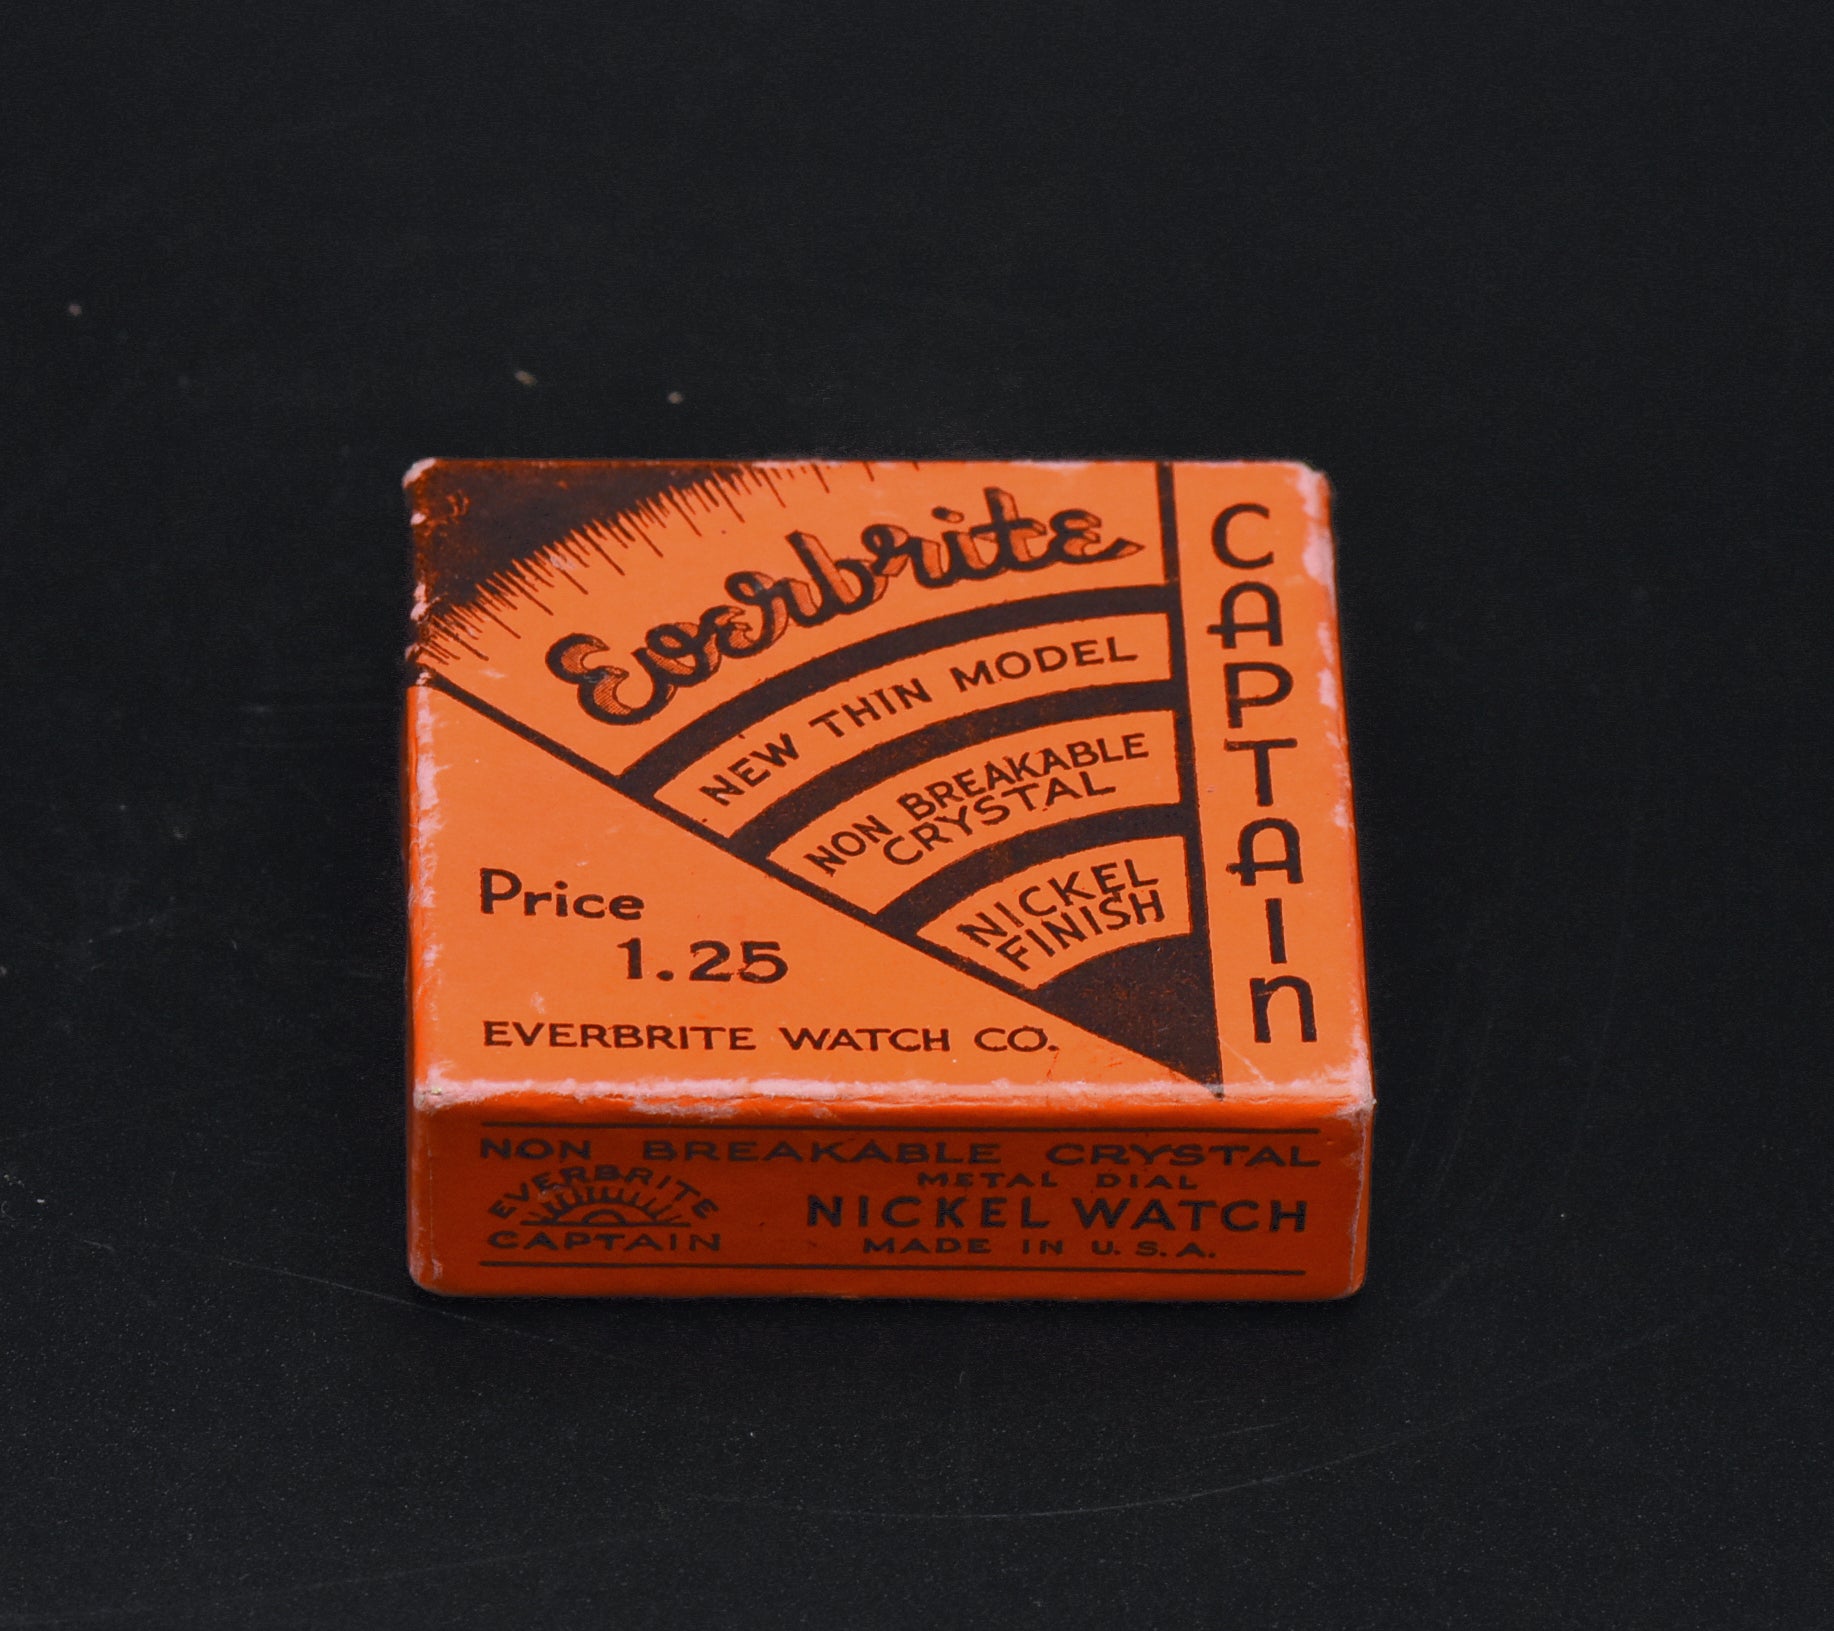 Everbrite
NEW THIN MODEL
NON BREAKABLE
CRYSTAL
NICKEL
FINISH
CAPTAIn
Price
1.25
EVERBRITE WATCH CO.
NON BREAKABLE CRYSTAL
EVERBRITE
CAPTAIN
METAL DIAL
NICKEL WATCH
MADE IN U.S.A.